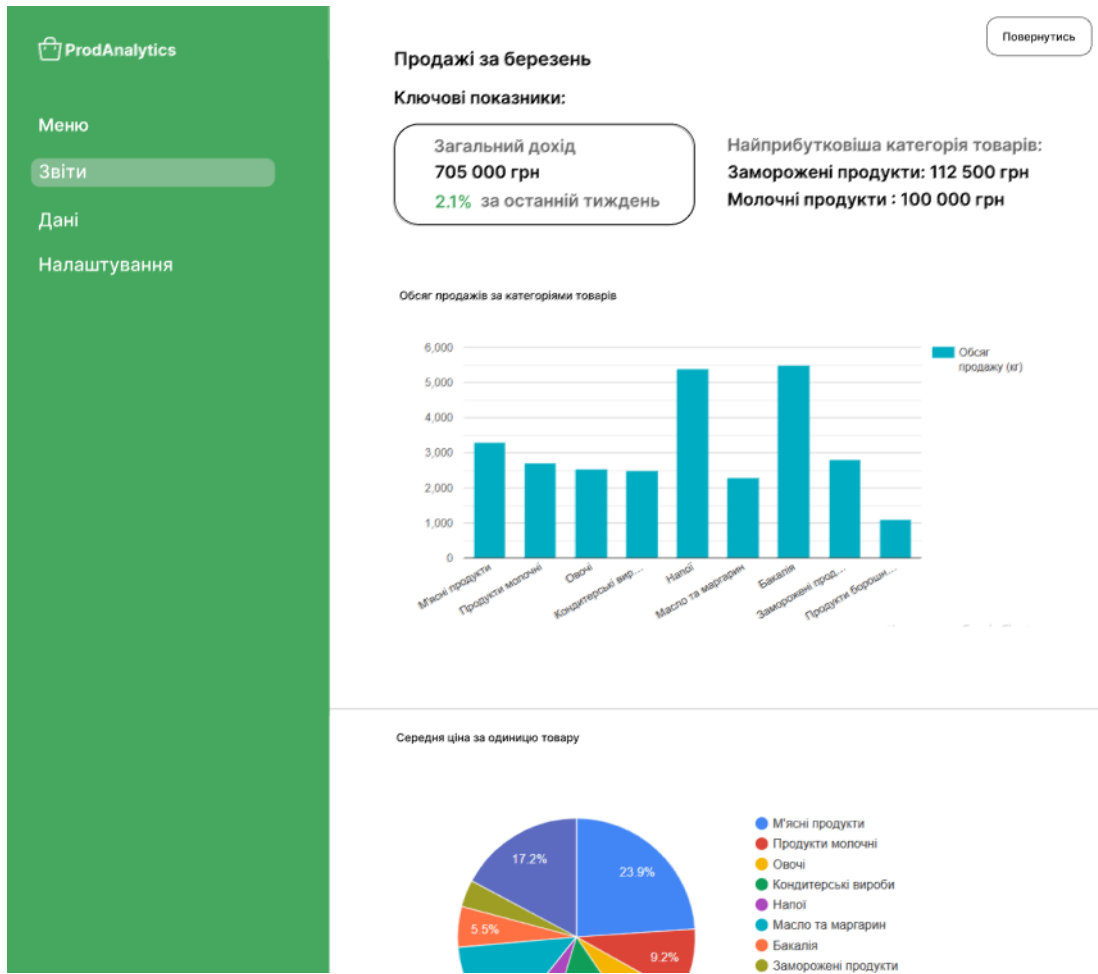 ProdAnalytics
Меню
Звіти
Дані
Налаштування
Повернутись
Продажі за березень
Ключові показники:
Загальний дохід
705 000 грн
2.1% за останній тиждень
Найприбутковіша категорія товарів:
Заморожені продукти: 112 500 грн
Молочні продукти : 100 000 грн
Обсяг продажів за категоріями товарів
6,000
5,000
4,000
3,000
2,000
1,000
0
Обсяг
продажу (кг)
М'ясні продукти
Продукти молочні
Овочі
Кондитерські вир...
Напої
Масло та маргарин
Бакалія
Заморожені прод...
Продукти борошн...
Середня ціна за одиницю товару
17.2%
23.9%
5.5%
9.2%
М'ясні продукти
Продукти молочні
Овочі
Кондитерські вироби
Напої
Масло та маргарин
Бакалія
Заморожені продукти